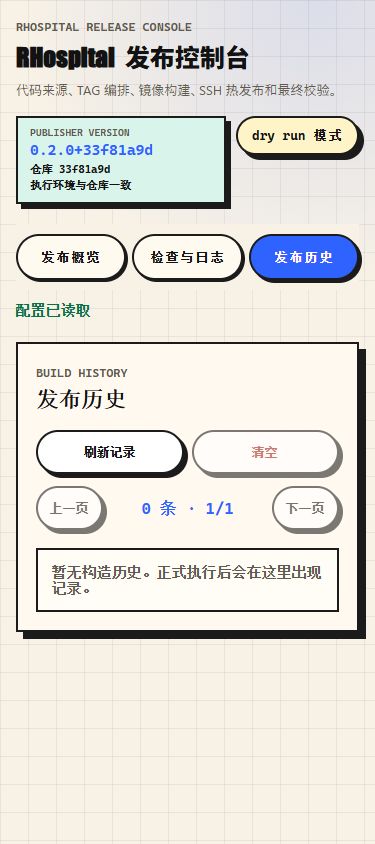 RHOSPITAL RELEASE CONSOLE
RHospital 发布控制台
代码来源、TAG 编排、镜像构建、SSH 热发布和最终校验。
PUBLISHER VERSION
0.2.0+33f81a9d
仓库 33f81a9d
执行环境与仓库一致
dry run 模式
发布概览
检查与日志
发布历史
配置已读取
BUILD HISTORY
发布历史
刷新记录
清空
上一页
0 条 · 1/1
下一页
暂无构造历史。正式执行后会在这里出现
记录。